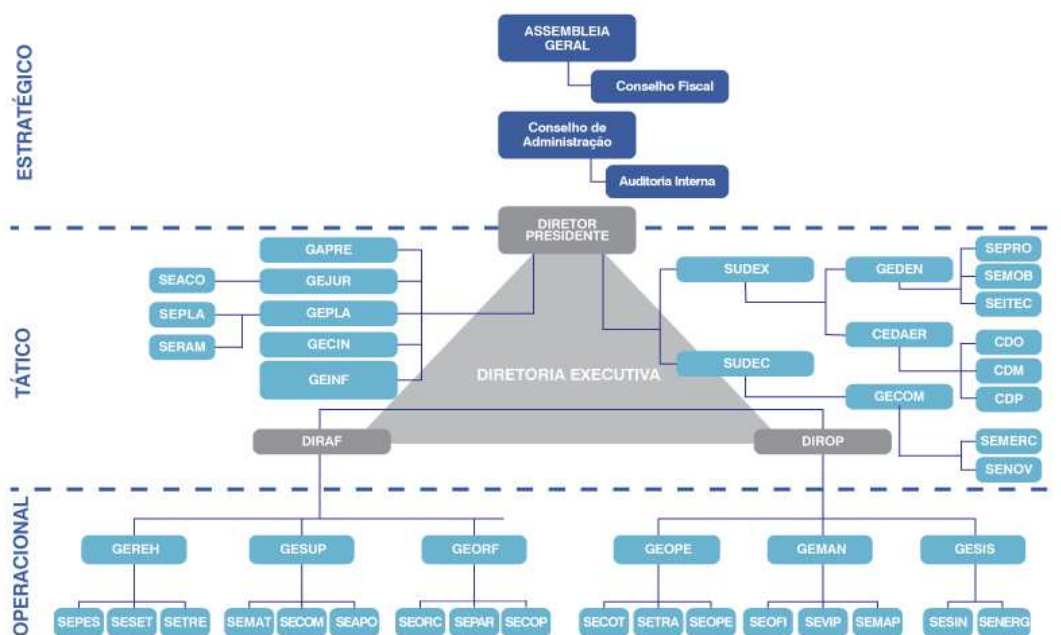 ESTRATÉGICO
ASSEMBLEIA
GERAL
Conselho Fiscal
Conselho de
Administração
Auditoria Interna
TÁTICO
DIRETOR
PRESIDENTE
GAPRE
SEACO
GEJUR
SEPLA
GEPLA
SERAM
GECIN
GEINF
SUDEX
GEDEN
SEPRO
SEMOB
SEITEC
CEDAER
CDO
CDM
CDP
SUDEC
GECOM
SEMERC
SENOV
DIRETORIA EXECUTIVA
DIRAF
DIROP
OPERACIONAL
GEREH
GESUP
GEORF
GEOPE
GEMAN
GESIS
SEPES
SESET
SETRE
SEMAT
SECOM
SEAPO
SEORC
SEPAR
SECOP
SECOT
SETRA
SEOPE
SEOFI
SEVIP
SEMAP
SESIN
SENERG